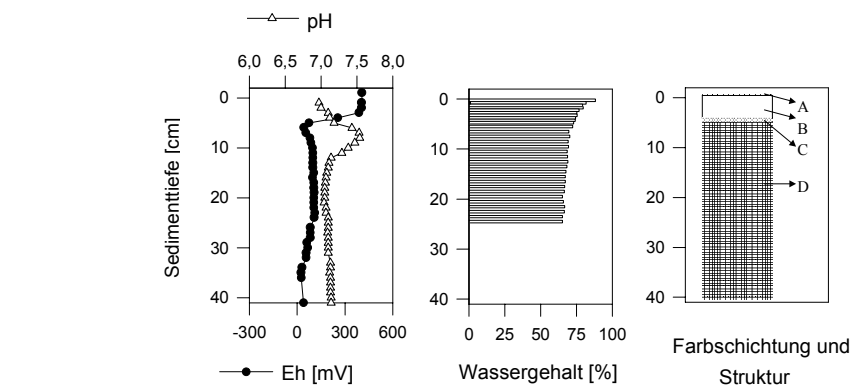 pH
6,0 6,5 7,0 7,5 8,0
0
10
20
30
40
Sedimenttiefe [cm]
-300 0 300 600
Eh [mV]
0
10
20
30
40
0 25 50 75 100
Wassergehalt [%]
0
10
20
30
40
A
B
C
D
Farbschichtung und
Struktur